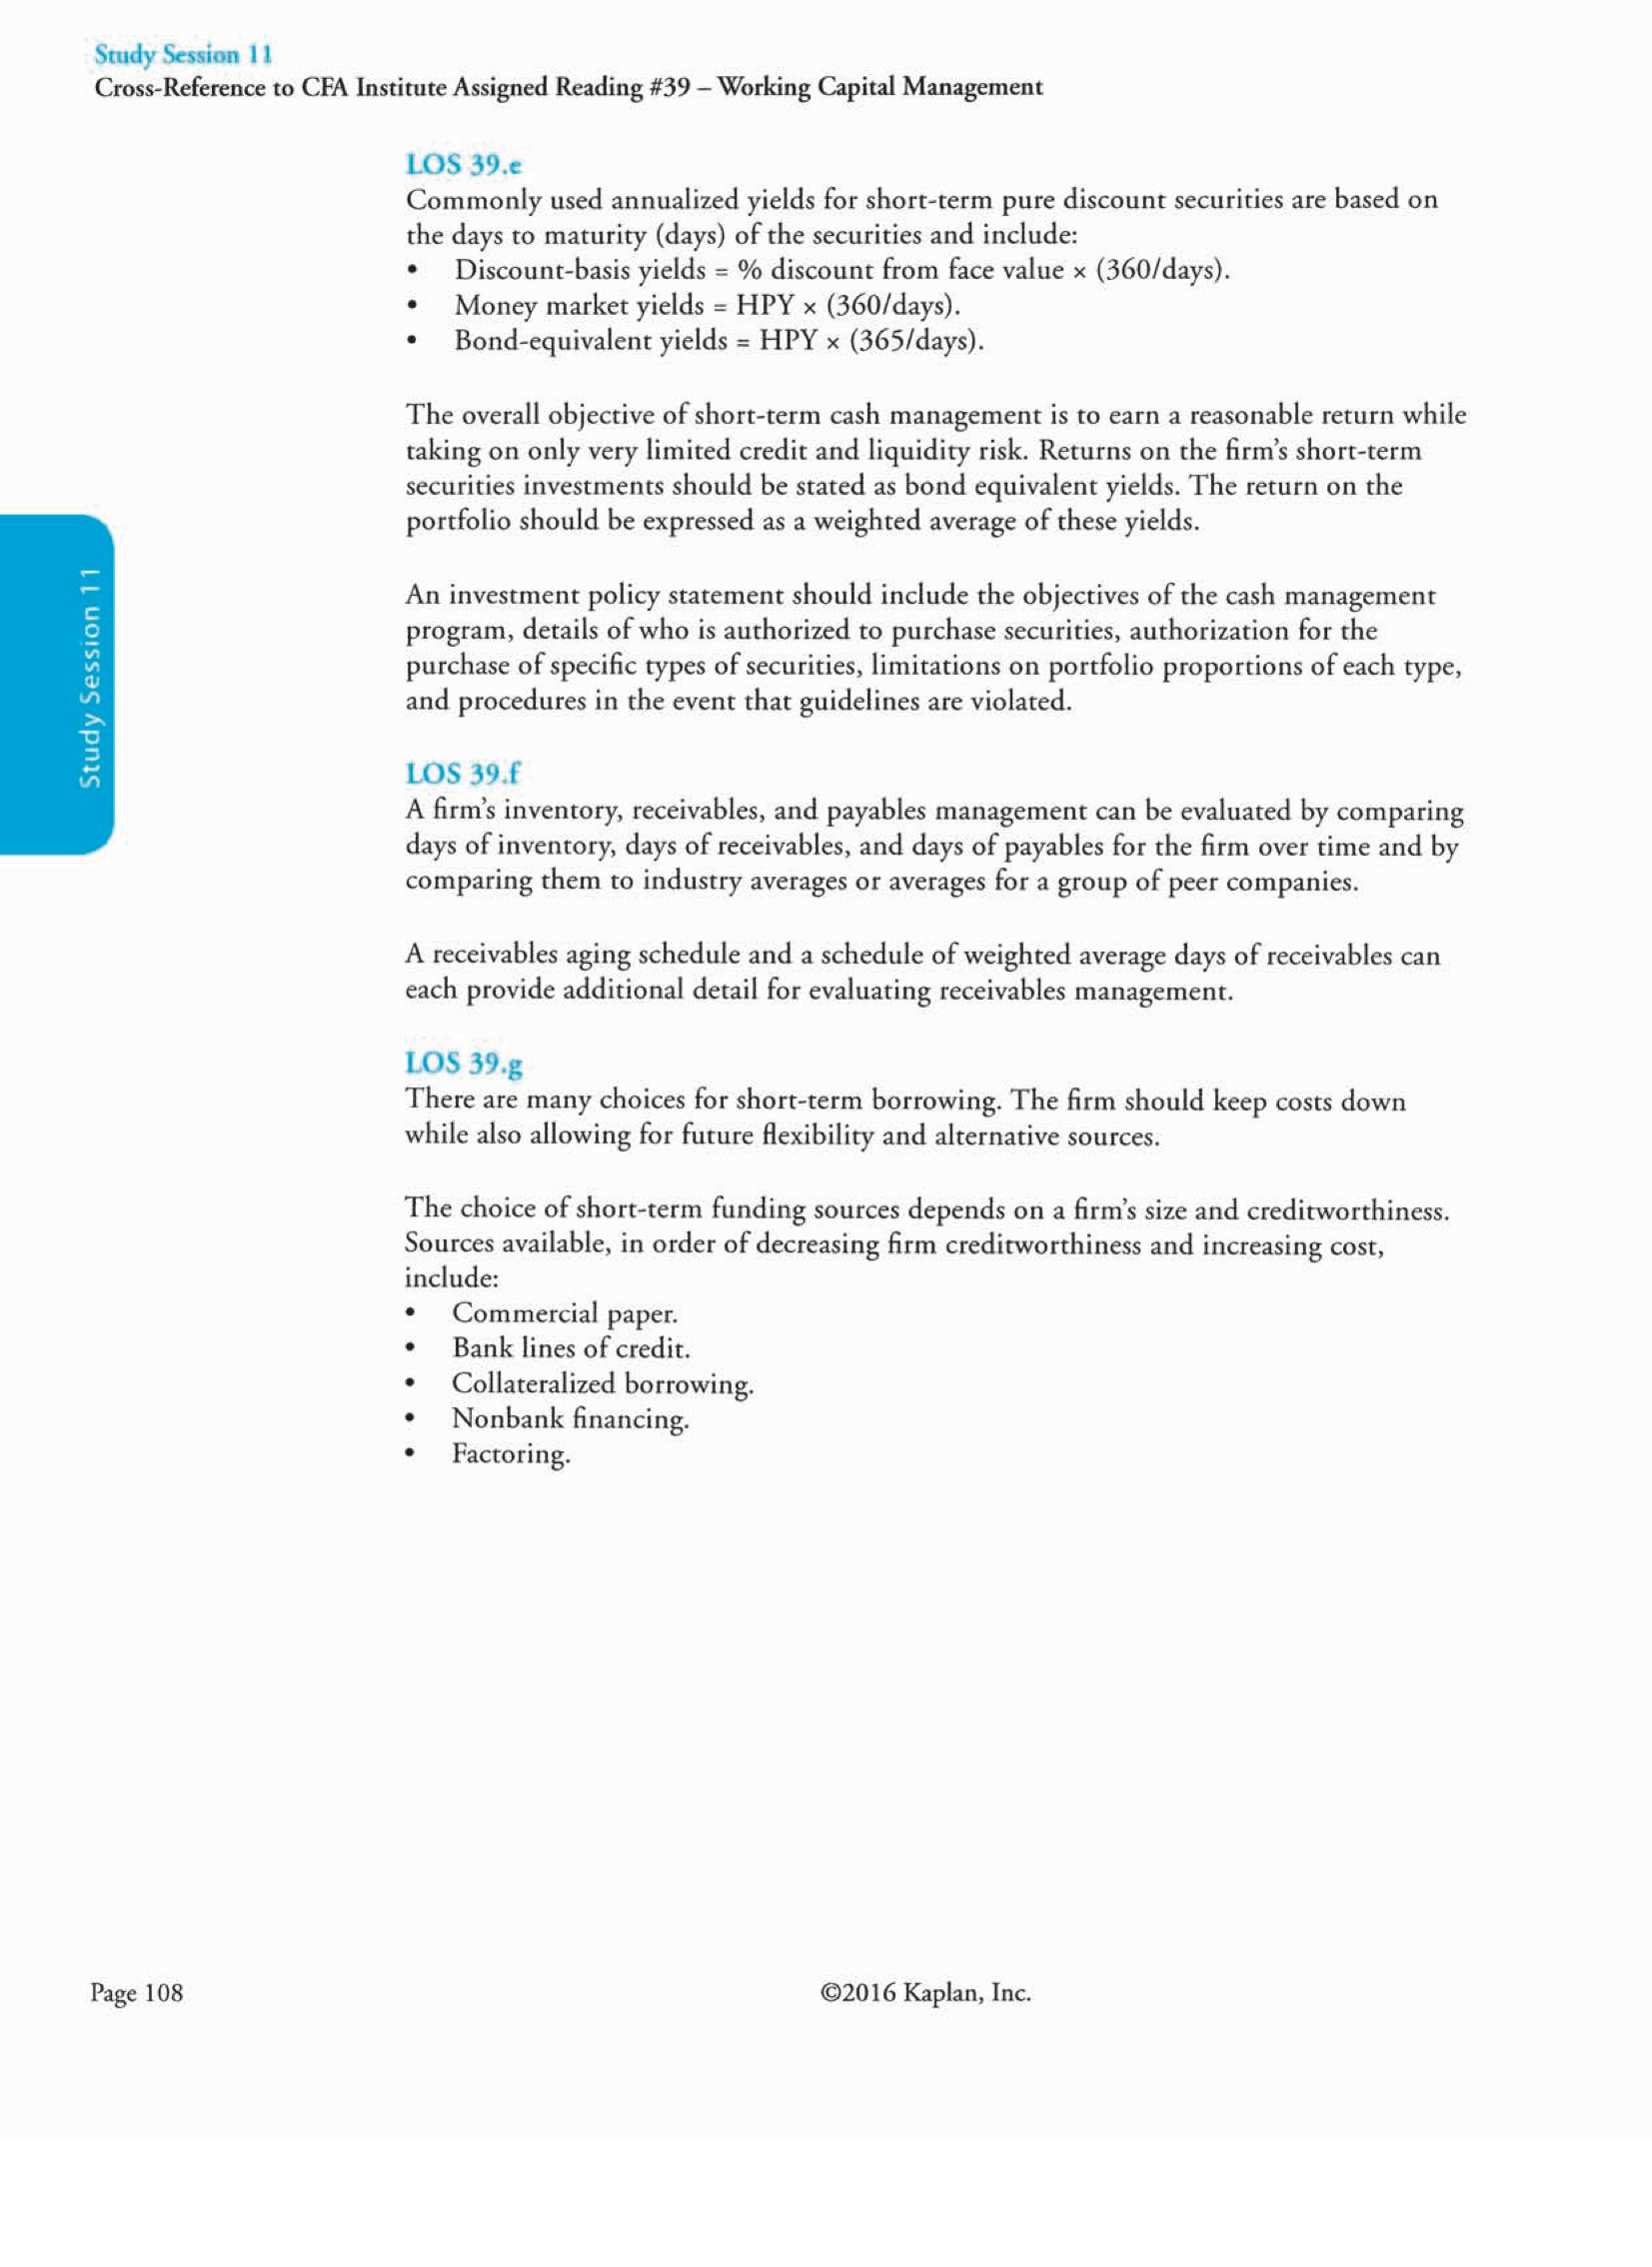 Study Session 11
Cross-Reference to CFA Institute Assigned Reading #39 – Working Capital Management
LOS 39.e
Commonly used annualized yields for short-term pure discount securities are based on
the days to maturity (days) of the securities and include:
• Discount-basis yields = % discount from face value × (360/days).
• Money market yields = HPY × (360/days).
• Bond-equivalent yields = HPY × (365/days).
The overall objective of short-term cash management is to earn a reasonable return while
taking on only very limited credit and liquidity risk. Returns on the firm's short-term
securities investments should be stated as bond equivalent yields. The return on the
portfolio should be expressed as a weighted average of these yields.
An investment policy statement should include the objectives of the cash management
program, details of who is authorized to purchase securities, authorization for the
purchase of specific types of securities, limitations on portfolio proportions of each type,
and procedures in the event that guidelines are violated.
Study Session 11
LOS 39.f
A firm's inventory, receivables, and payables management can be evaluated by comparing
days of inventory, days of receivables, and days of payables for the firm over time and by
comparing them to industry averages or averages for a group of peer companies.
A receivables aging schedule and a schedule of weighted average days of receivables can
each provide additional detail for evaluating receivables management.
LOS 39.g
There are many choices for short-term borrowing. The firm should keep costs down
while also allowing for future flexibility and alternative sources.
The choice of short-term funding sources depends on a firm's size and creditworthiness.
Sources available, in order of decreasing firm creditworthiness and increasing cost,
include:
• Commercial paper.
• Bank lines of credit.
• Collateralized borrowing.
• Nonbank financing.
• Factoring.
Page 108
©2016 Kaplan, Inc.